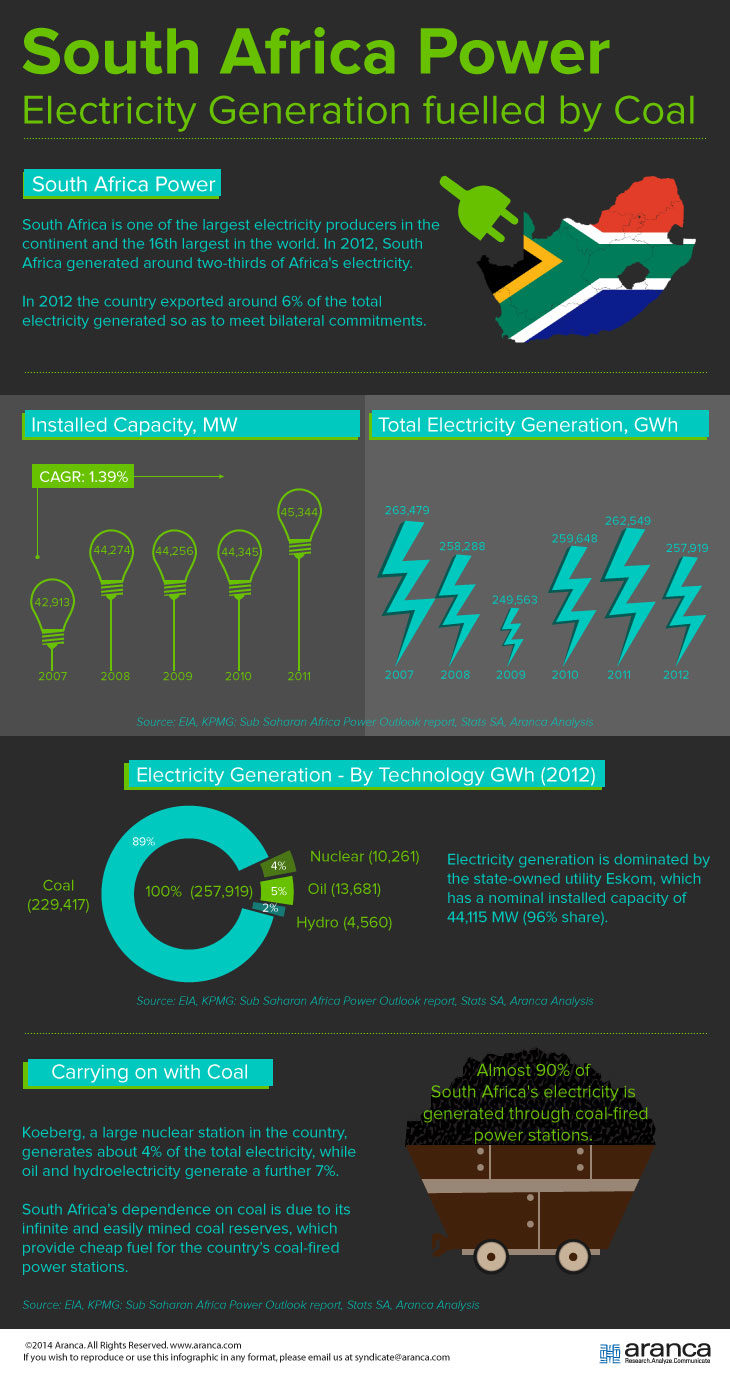 South Africa Power
Electricity Generation fuelled by Coal
South Africa Power
South Africa is one of the largest electricity producers in the
continent and the 16th largest in the world. In 2012, South
Africa generated around two-thirds of Africa's electricity.
In 2012 the country exported around 6% of the total
electricity generated so as to meet bilateral commitments.
Installed Capacity, MW
CAGR: 1.39%
42,913
44,274
44,256
44,345
45,344
2007
2008
2009
2010
2011
Total Electricity Generation, GWh
263,479
258,288
249,563
259,648
262,549
257,919
2007
2008
2009
2010
2011
2012
Source: EIA, KPMG: Sub Saharan Africa Power Outlook report, Stats SA, Aranca Analysis
Electricity Generation - By Technology GWh (2012)
89%
4%
5%
2%
100% (257,919)
Coal
(229,417)
Nuclear (10,261)
Oil (13,681)
Hydro (4,560)
Electricity generation is dominated by
the state-owned utility Eskom, which
has a nominal installed capacity of
44,115 MW (96% share).
Source: EIA, KPMG: Sub Saharan Africa Power Outlook report, Stats SA, Aranca Analysis
Carrying on with Coal
Koeberg, a large nuclear station in the country,
generates about 4% of the total electricity, while
oil and hydroelectricity generate a further 7%.
South Africa's dependence on coal is due to its
infinite and easily mined coal reserves, which
provide cheap fuel for the country's coal-fired
power stations.
Almost 90% of
South Africa's electricity is
generated through coal-fired
power stations.
Source: EIA, KPMG: Sub Saharan Africa Power Outlook report, Stats SA, Aranca Analysis
©2014 Aranca. All Rights Reserved. www.aranca.com
If you wish to reproduce or use this infographic in any format, please email us at syndicate@aranca.com
aranca
Research.Analyze.Communicate